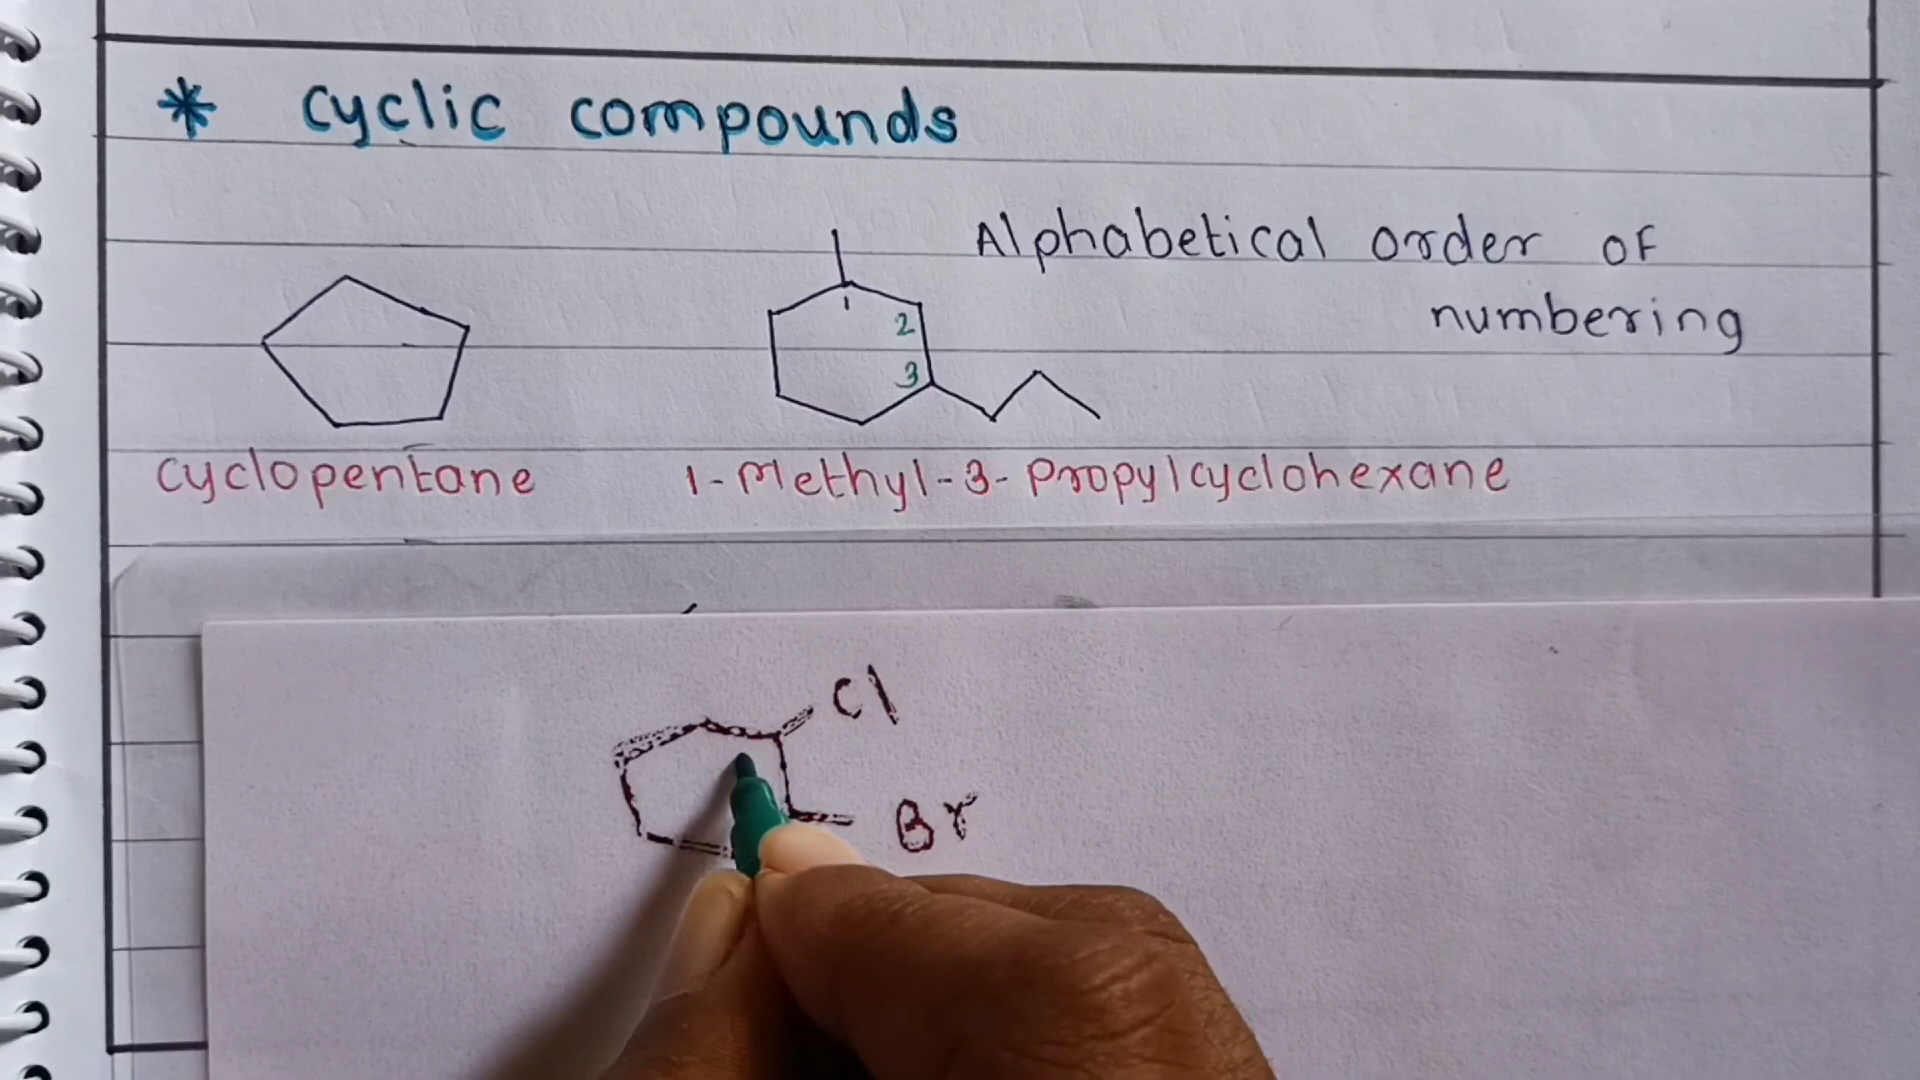 * Cyclic compounds
Alphabetical order of
numbering
1
2
3
Cyclopentane
1-Methyl-3-Propylcyclohexane
Cl
Br